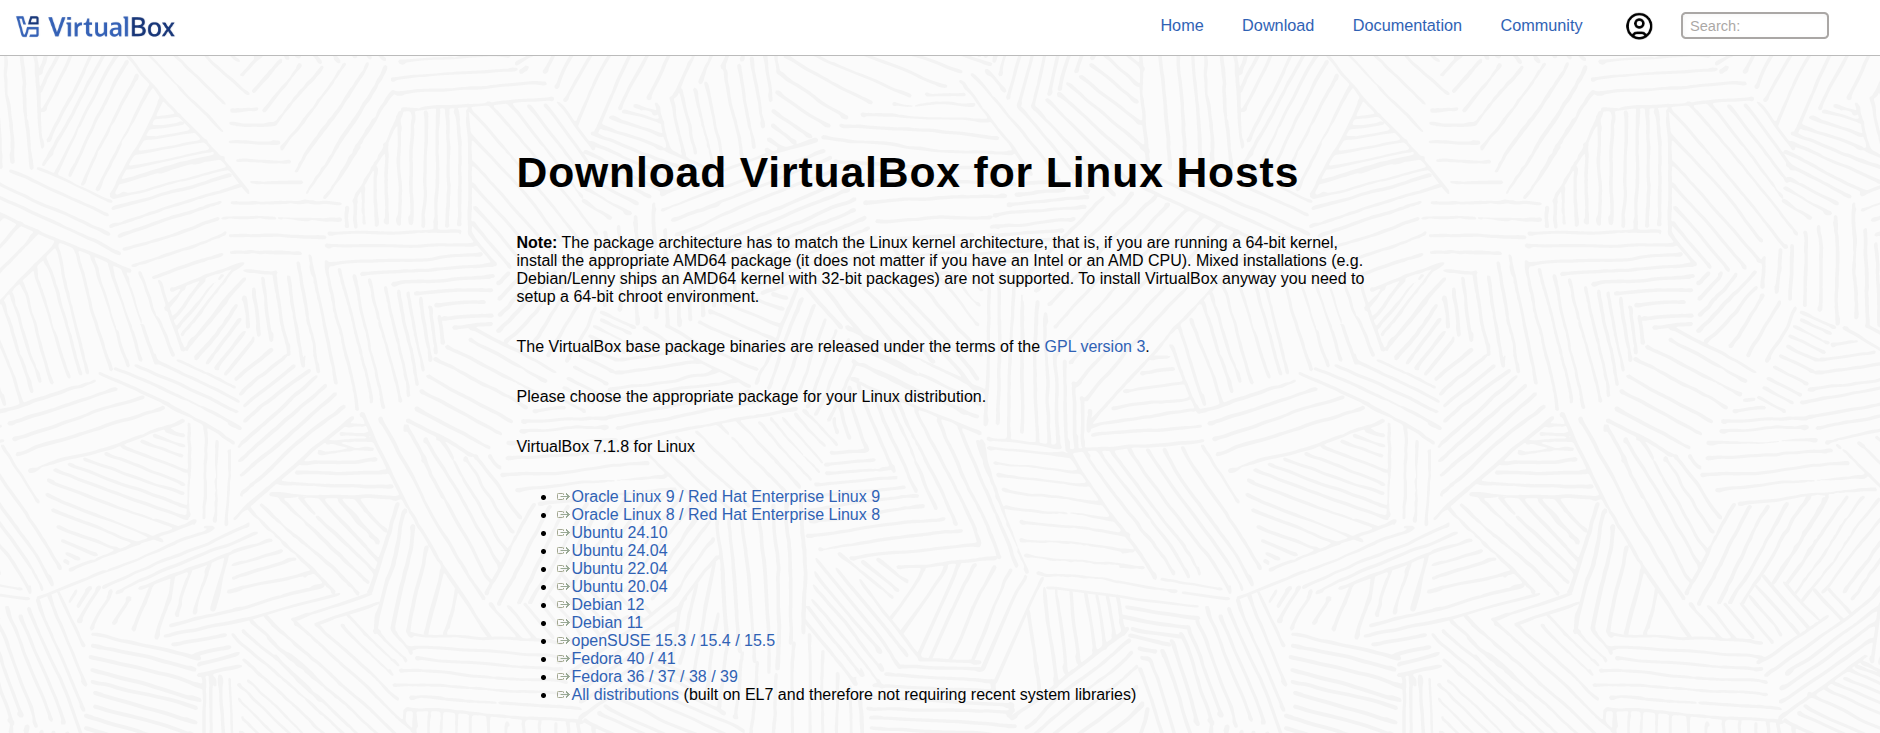 VirtualBox
Home Download Documentation Community Search:
Download VirtualBox for Linux Hosts
Note: The package architecture has to match the Linux kernel architecture, that is, if you are running a 64-bit kernel,
install the appropriate AMD64 package (it does not matter if you have an Intel or an AMD CPU). Mixed installations (e.g.
Debian/Lenny ships an AMD64 kernel with 32-bit packages) are not supported. To install VirtualBox anyway you need to
setup a 64-bit chroot environment.
The VirtualBox base package binaries are released under the terms of the GPL version 3.
Please choose the appropriate package for your Linux distribution.
VirtualBox 7.1.8 for Linux
Oracle Linux 9 / Red Hat Enterprise Linux 9
Oracle Linux 8 / Red Hat Enterprise Linux 8
Ubuntu 24.10
Ubuntu 24.04
Ubuntu 22.04
Ubuntu 20.04
Debian 12
Debian 11
openSUSE 15.3 / 15.4 / 15.5
Fedora 40 / 41
Fedora 36 / 37 / 38 / 39
All distributions (built on EL7 and therefore not requiring recent system libraries)